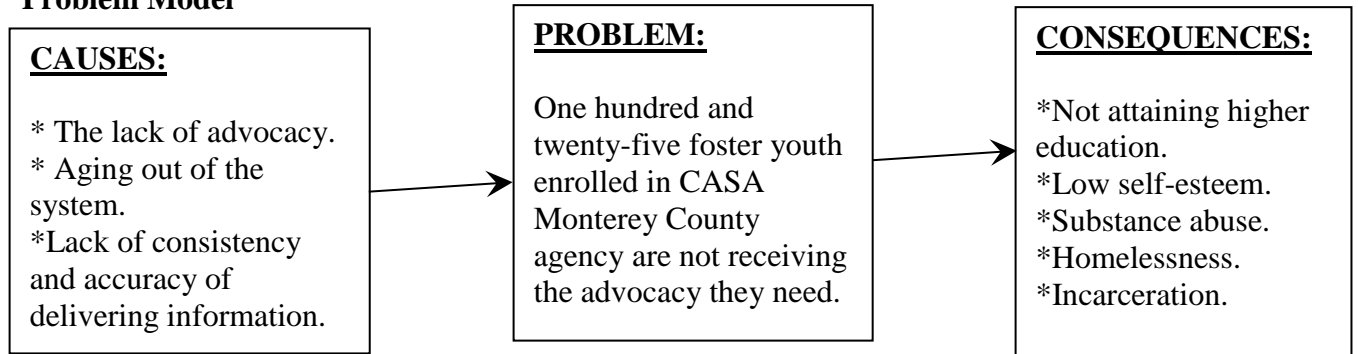 Problem Model
CAUSES:
* The lack of advocacy.
* Aging out of the
system.
*Lack of consistency
and accuracy of
delivering information.
PROBLEM:
One hundred and
twenty-five foster youth
enrolled in CASA
Monterey County
agency are not receiving
the advocacy they need.
CONSEQUENCES:
*Not attaining higher
education.
*Low self-esteem.
*Substance abuse.
*Homelessness.
*Incarceration.